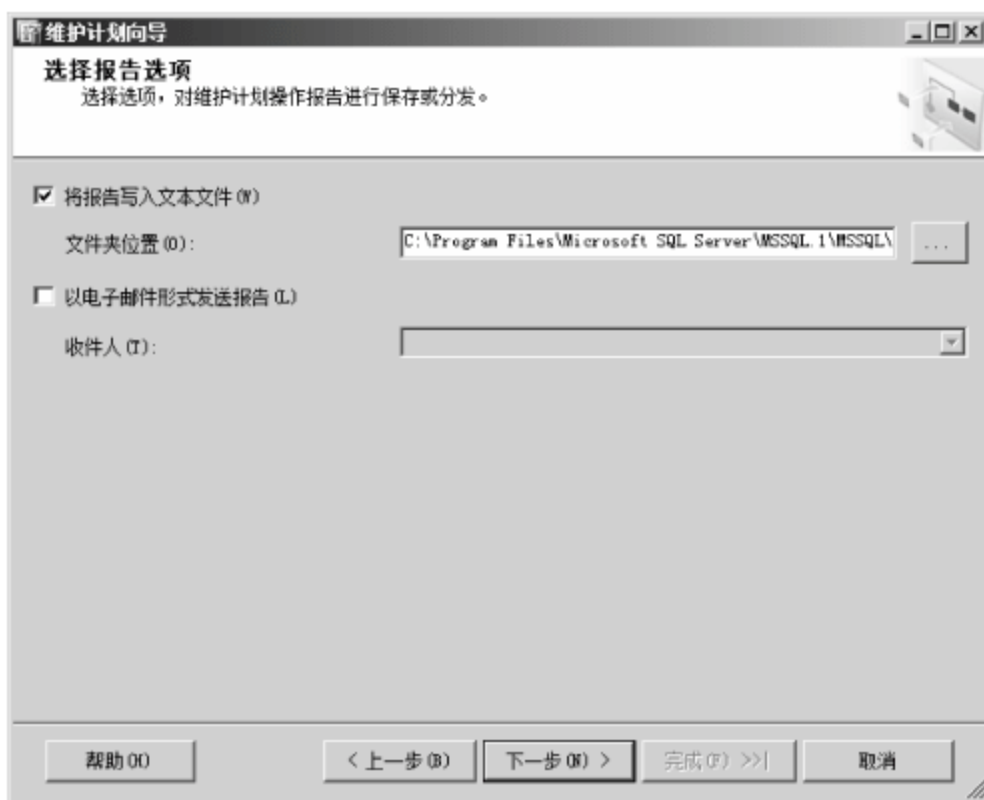 维护计划向导
选择报告选项
选择选项，对维护计划操作报告进行保存或分发。
将报告写入文本文件(W)
文件夹位置(O):
C:\Program Files\Microsoft SQL Server\MSSQL.1\MSSQL\
...
以电子邮件形式发送报告(L)
收件人(T):
帮助(H)
< 上一步(B)
下一步(N) >
完成(F) >>|
取消